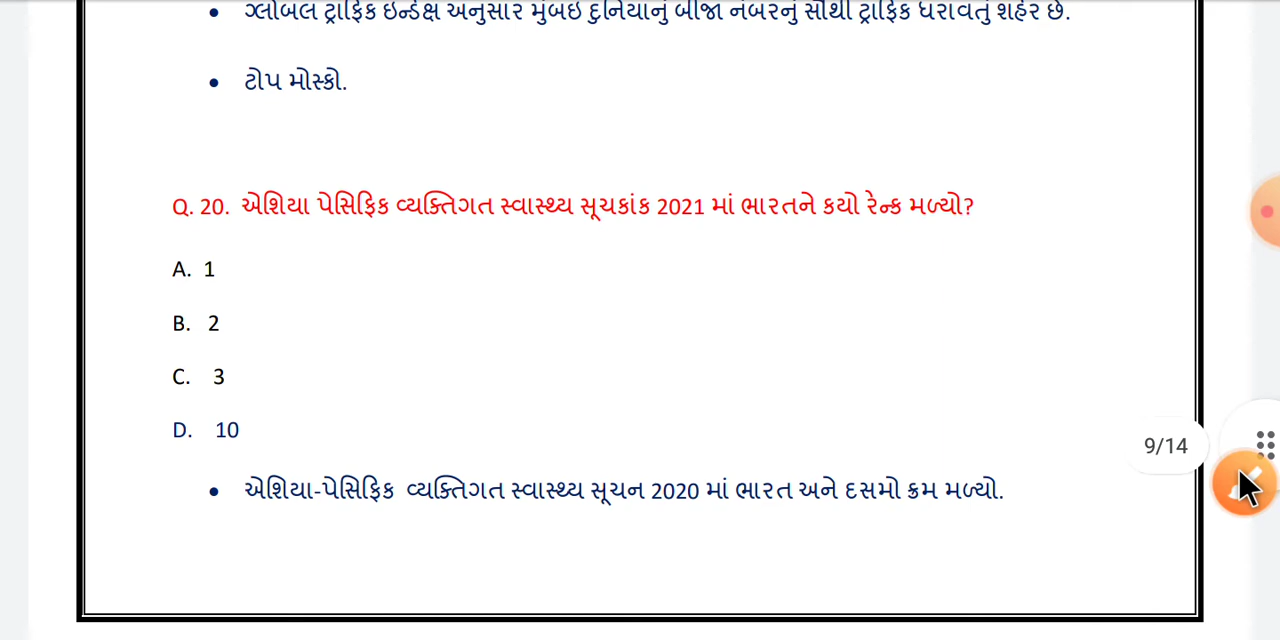 ગ્લોબલ ટ્રાફિક ઇન્ડેક્ષ અનુસાર મુંબઇ દુનિયાનું બીજા નંબરનું સૌથી ટ્રાફિક ધરાવતું શહેર છે.
ટોપ મોસ્કો.
Q. 20. એશિયા પેસિફિક વ્યક્તિગત સ્વાસ્થ્ય સૂચકાંક 2021 માં ભારતને કયો રેન્ક મળ્યો?
A. 1
B. 2
C. 3
D. 10
9/14
એશિયા-પેસિફિક વ્યક્તિગત સ્વાસ્થ્ય સૂચન 2020 માં ભારત અને દસમો ક્રમ મળ્યો.